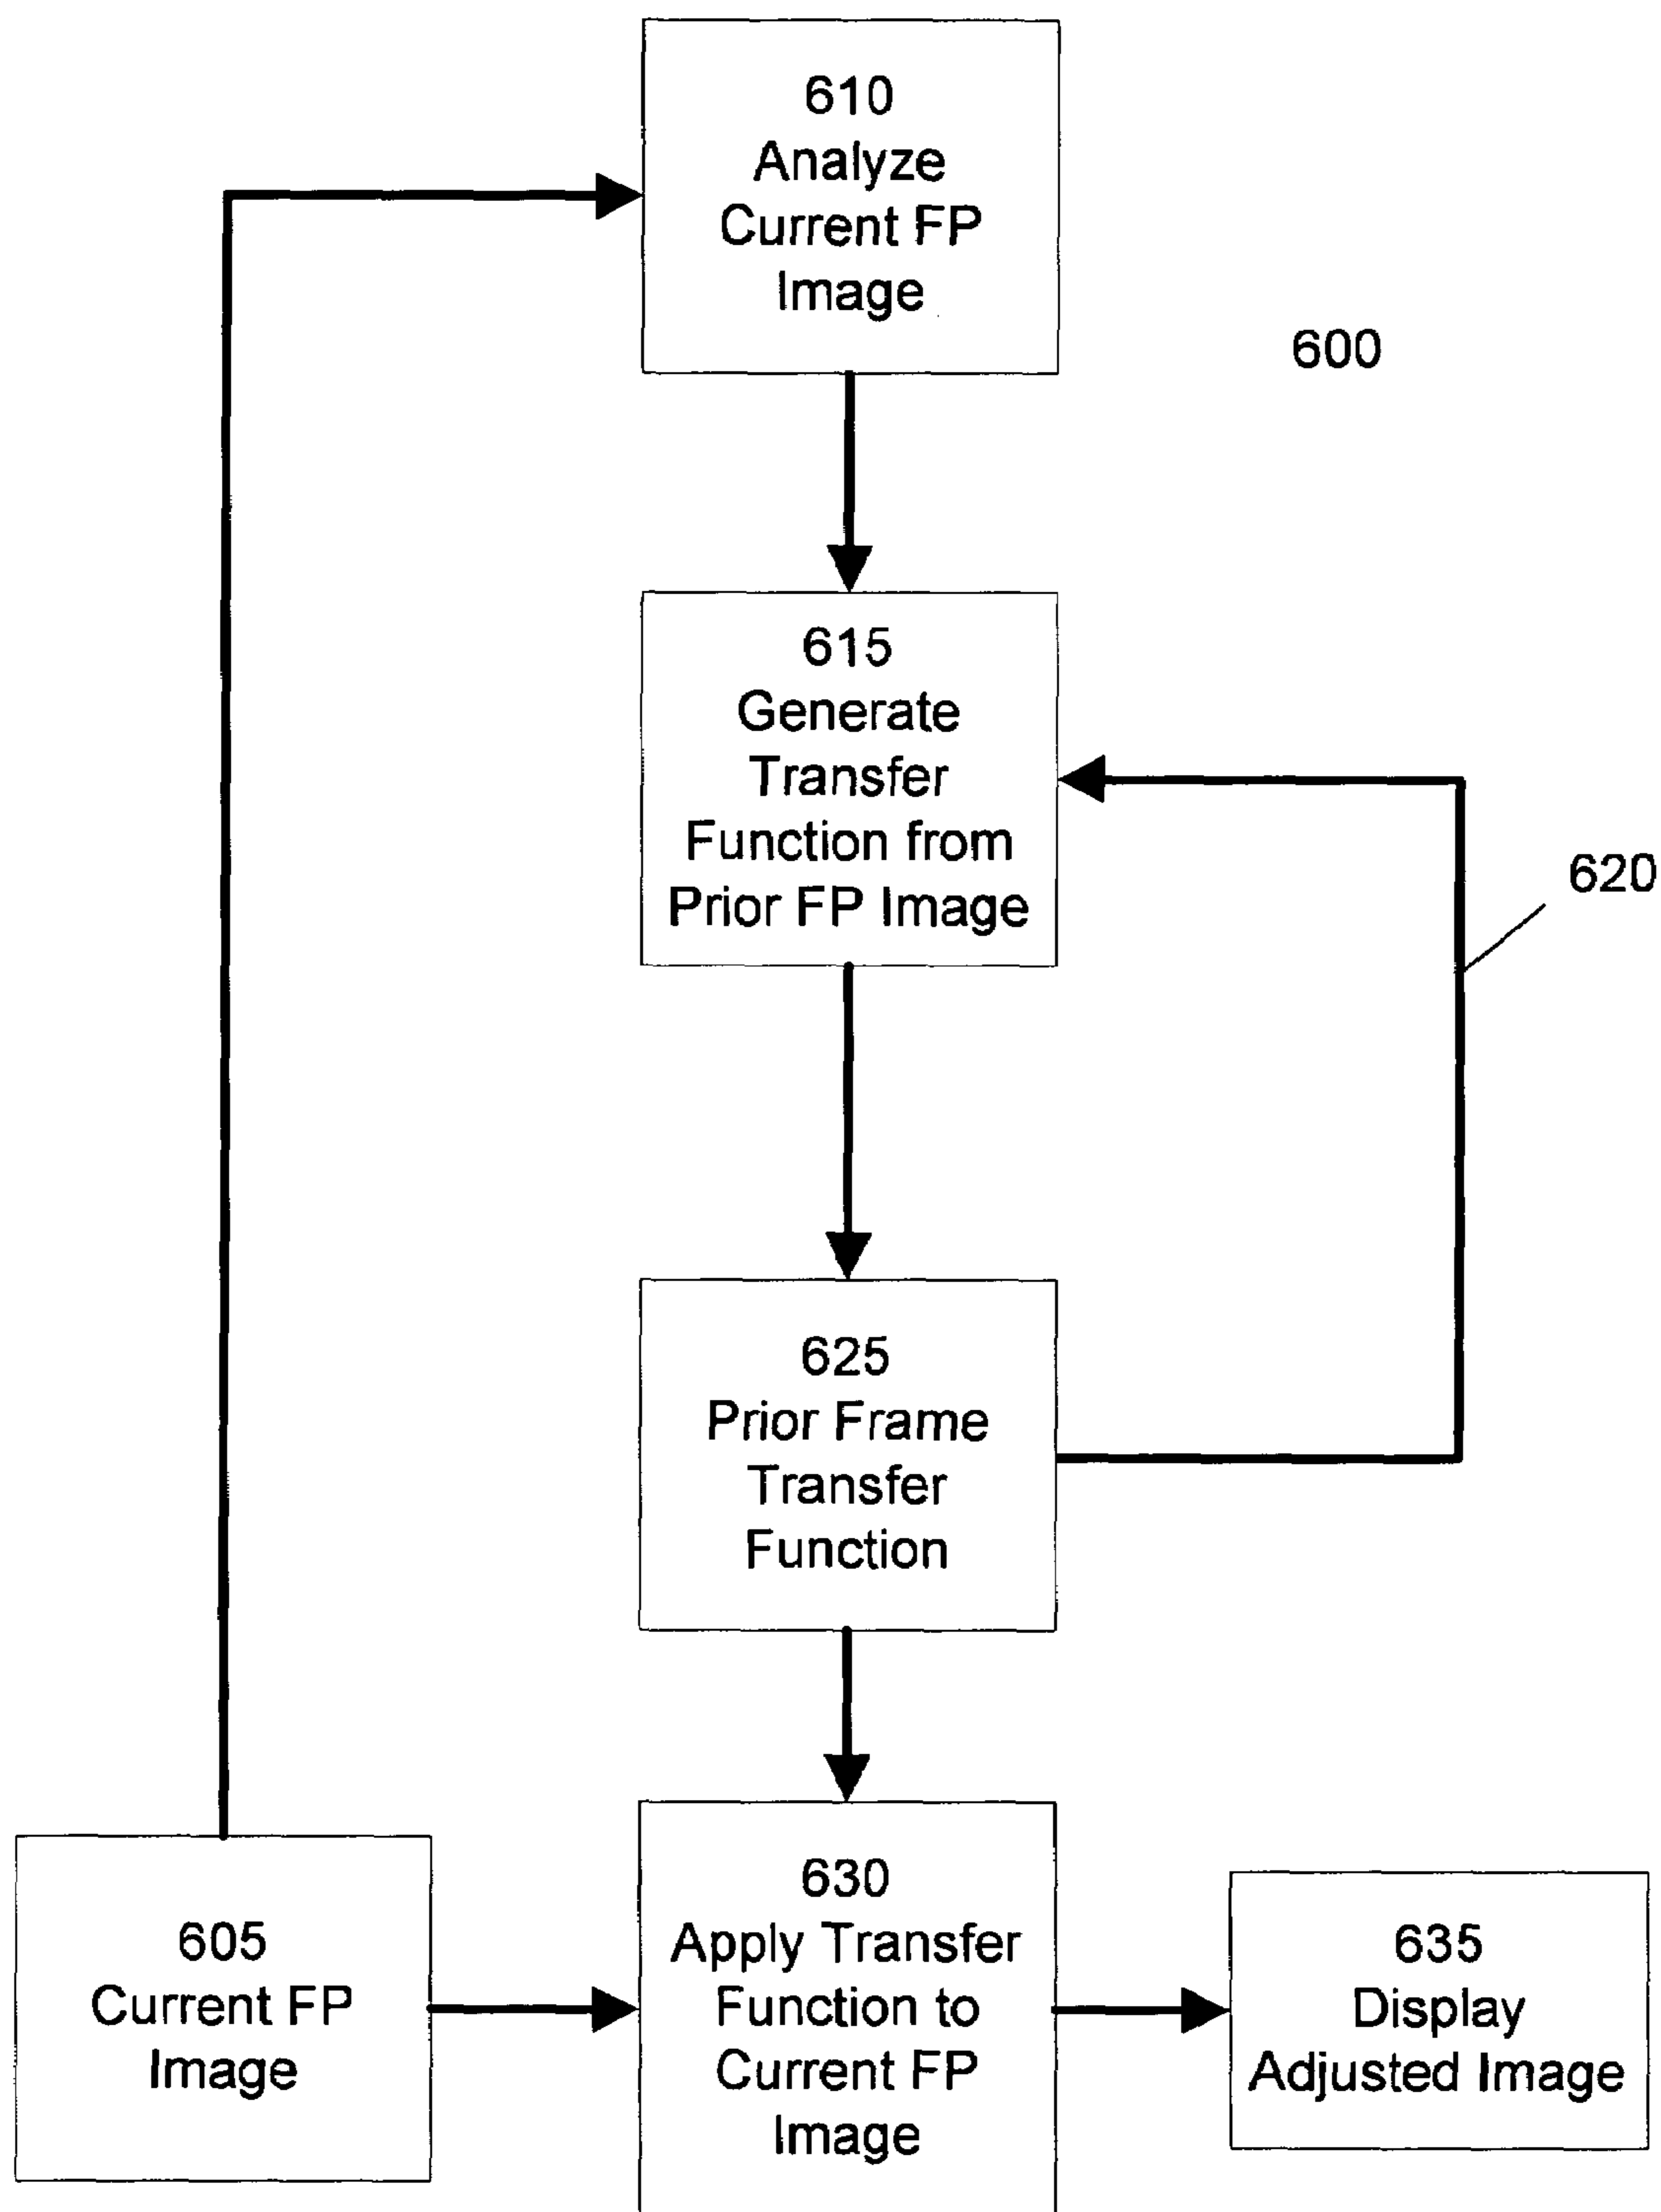 610
Analyze
Current FP
Image
600
615
Generate
Transfer
Function from
Prior FP Image
620
625
Prior Frame
Transfer
Function
605
Current FP
Image
630
Apply Transfer
Function to
Current FP
Image
635
Display
Adjusted Image